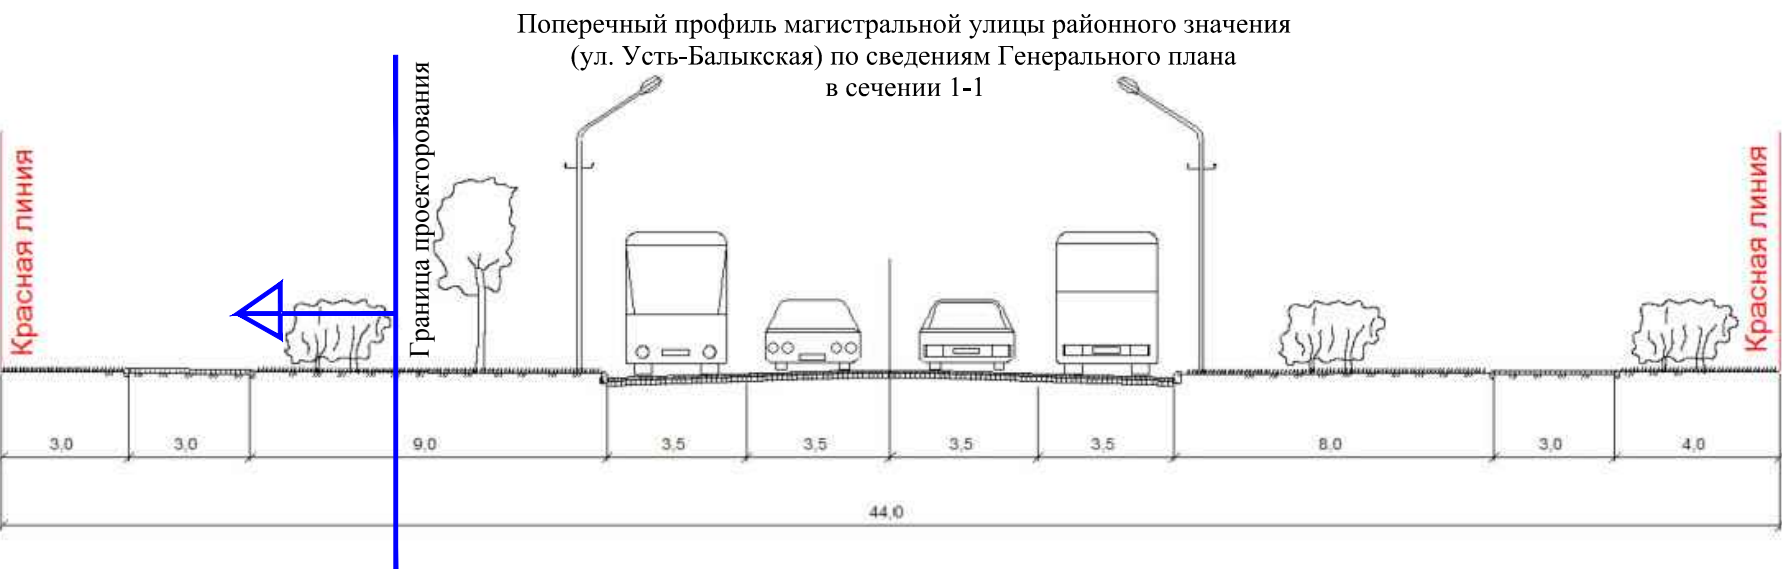 Поперечный профиль магистральной улицы районного значения
(ул. Усть-Балыкская) по сведениям Генерального плана
в сечении 1-1
Красная линия
Граница проекторования
Красная линия
3,0 3,0 9,0 3,5 3,5 3,5 3,5 8,0 3,0 4,0
44,0